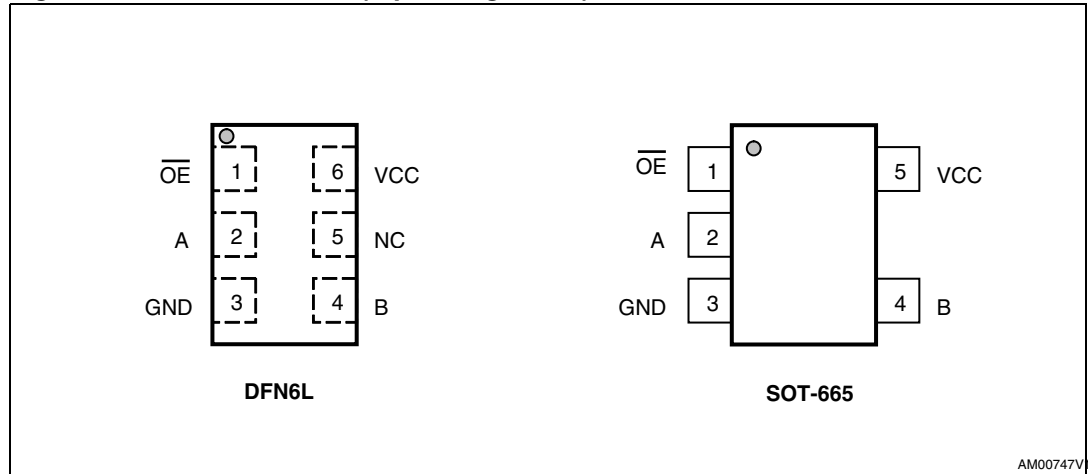 OE 1 6 VCC
A 2 5 NC
GND 3 4 B
DFN6L
OE 1 5 VCC
A 2
GND 3 4 B
SOT-665
AM00747V